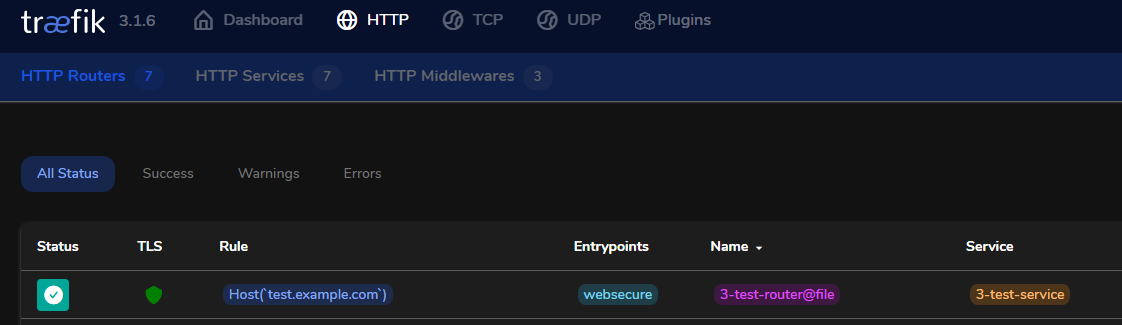 træfik 3.1.6 Dashboard HTTP TCP UDP Plugins
HTTP Routers 7 HTTP Services 7 HTTP Middlewares 3
All Status Success Warnings Errors
Status TLS Rule Entrypoints Name Service
Host(`test.example.com`) websecure 3-test-router@file 3-test-service